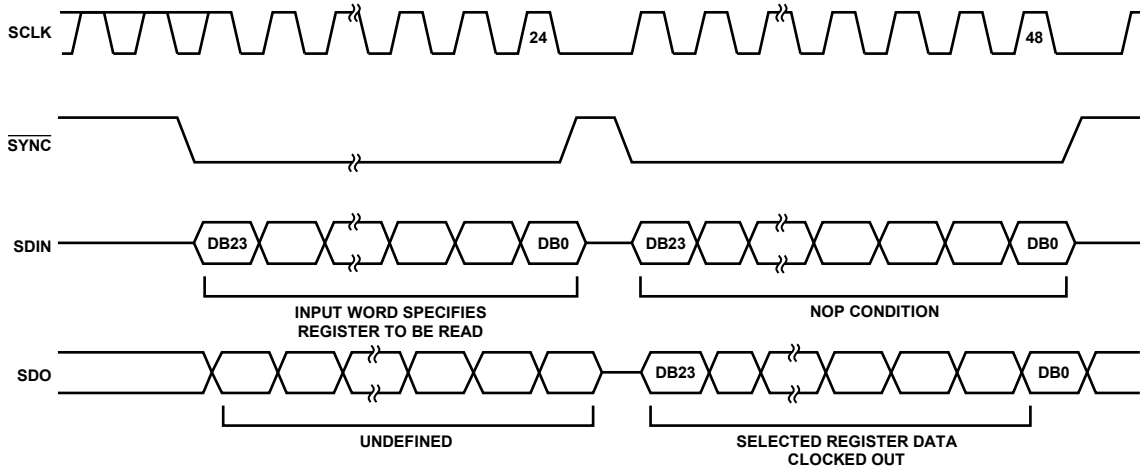 SCLK
24
48
SYNC
SDIN
DB23
DB0
DB23
DB0
INPUT WORD SPECIFIES
REGISTER TO BE READ
NOP CONDITION
SDO
DB23
DB0
UNDEFINED
SELECTED REGISTER DATA
CLOCKED OUT